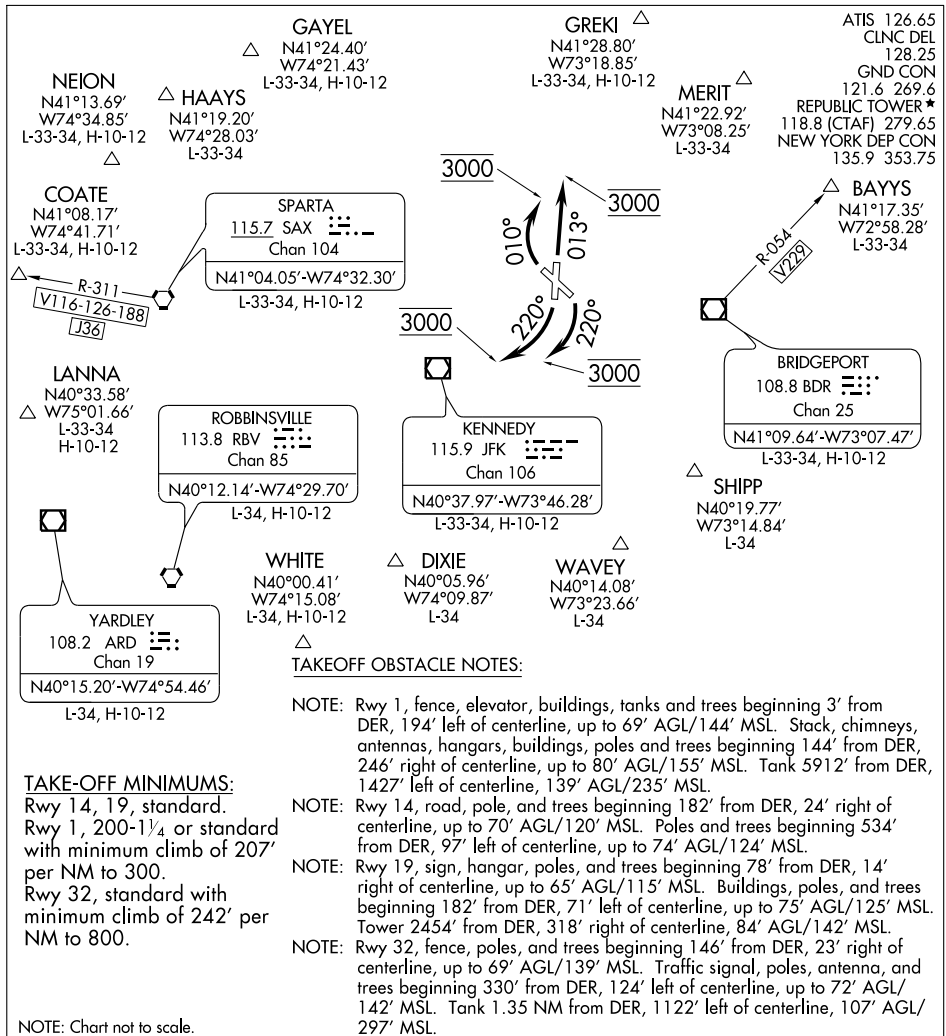 GAYEL
N41°24.40′
W74°21.43′
L-33-34, H-10-12
GREKI
N41°28.80′
W73°18.85′
L-33-34, H-10-12
ATIS 126.65
CLNC DEL
128.25
GND CON
121.6 269.6
REPUBLIC TOWER★
118.8 (CTAF) 279.65
NEW YORK DEP CON
135.9 353.75
NEION
N41°13.69′
W74°34.85′
L-33-34, H-10-12
HAAYS
N41°19.20′
W74°28.03′
L-33-34
MERIT
N41°22.92′
W73°08.25′
L-33-34
COATE
N41°08.17′
W74°41.71′
L-33-34, H-10-12
R-311
V116-126-188
J36
SPARTA
115.7 SAX
Chan 104
N41°04.05′-W74°32.30′
L-33-34, H-10-12
3000
3000
010°
013°
220°
220°
3000
3000
BAYYS
N41°17.35′
W72°58.28′
L-33-34
R-054
V229
BRIDGEPORT
108.8 BDR
Chan 25
N41°09.64′-W73°07.47′
L-33-34, H-10-12
LANNA
N40°33.58′
W75°01.66′
L-33-34
H-10-12
ROBBINSVILLE
113.8 RBV
Chan 85
N40°12.14′-W74°29.70′
L-34, H-10-12
KENNEDY
115.9 JFK
Chan 106
N40°37.97′-W73°46.28′
L-33-34, H-10-12
SHIPP
N40°19.77′
W73°14.84′
L-34
YARDLEY
108.2 ARD
Chan 19
N40°15.20′-W74°54.46′
L-34, H-10-12
WHITE
N40°00.41′
W74°15.08′
L-34, H-10-12
DIXIE
N40°05.96′
W74°09.87′
L-34
WAVEY
N40°14.08′
W73°23.66′
L-34
TAKE-OFF MINIMUMS:
Rwy 14, 19, standard.
Rwy 1, 200-1¼ or standard
with minimum climb of 207′
per NM to 300.
Rwy 32, standard with
minimum climb of 242′ per
NM to 800.
NOTE: Chart not to scale.
TAKEOFF OBSTACLE NOTES:
NOTE: Rwy 1, fence, elevator, buildings, tanks and trees beginning 3′ from
DER, 194′ left of centerline, up to 69′ AGL/144′ MSL. Stack, chimneys,
antennas, hangars, buildings, poles and trees beginning 144′ from DER,
246′ right of centerline, up to 80′ AGL/155′ MSL. Tank 5912′ from DER,
1427′ left of centerline, 139′ AGL/235′ MSL.
NOTE: Rwy 14, road, pole, and trees beginning 182′ from DER, 24′ right of
centerline, up to 70′ AGL/120′ MSL. Poles and trees beginning 534′
from DER, 97′ left of centerline, up to 74′ AGL/124′ MSL.
NOTE: Rwy 19, sign, hangar, poles, and trees beginning 78′ from DER, 14′
right of centerline, up to 65′ AGL/115′ MSL. Buildings, poles, and trees
beginning 182′ from DER, 71′ left of centerline, up to 75′ AGL/125′ MSL.
Tower 2454′ from DER, 318′ right of centerline, 84′ AGL/142′ MSL.
NOTE: Rwy 32, fence, poles, and trees beginning 146′ from DER, 23′ right of
centerline, up to 69′ AGL/139′ MSL. Traffic signal, poles, antenna, and
trees beginning 330′ from DER, 124′ left of centerline, up to 72′ AGL/
142′ MSL. Tank 1.35 NM from DER, 1122′ left of centerline, 107′ AGL/
297′ MSL.